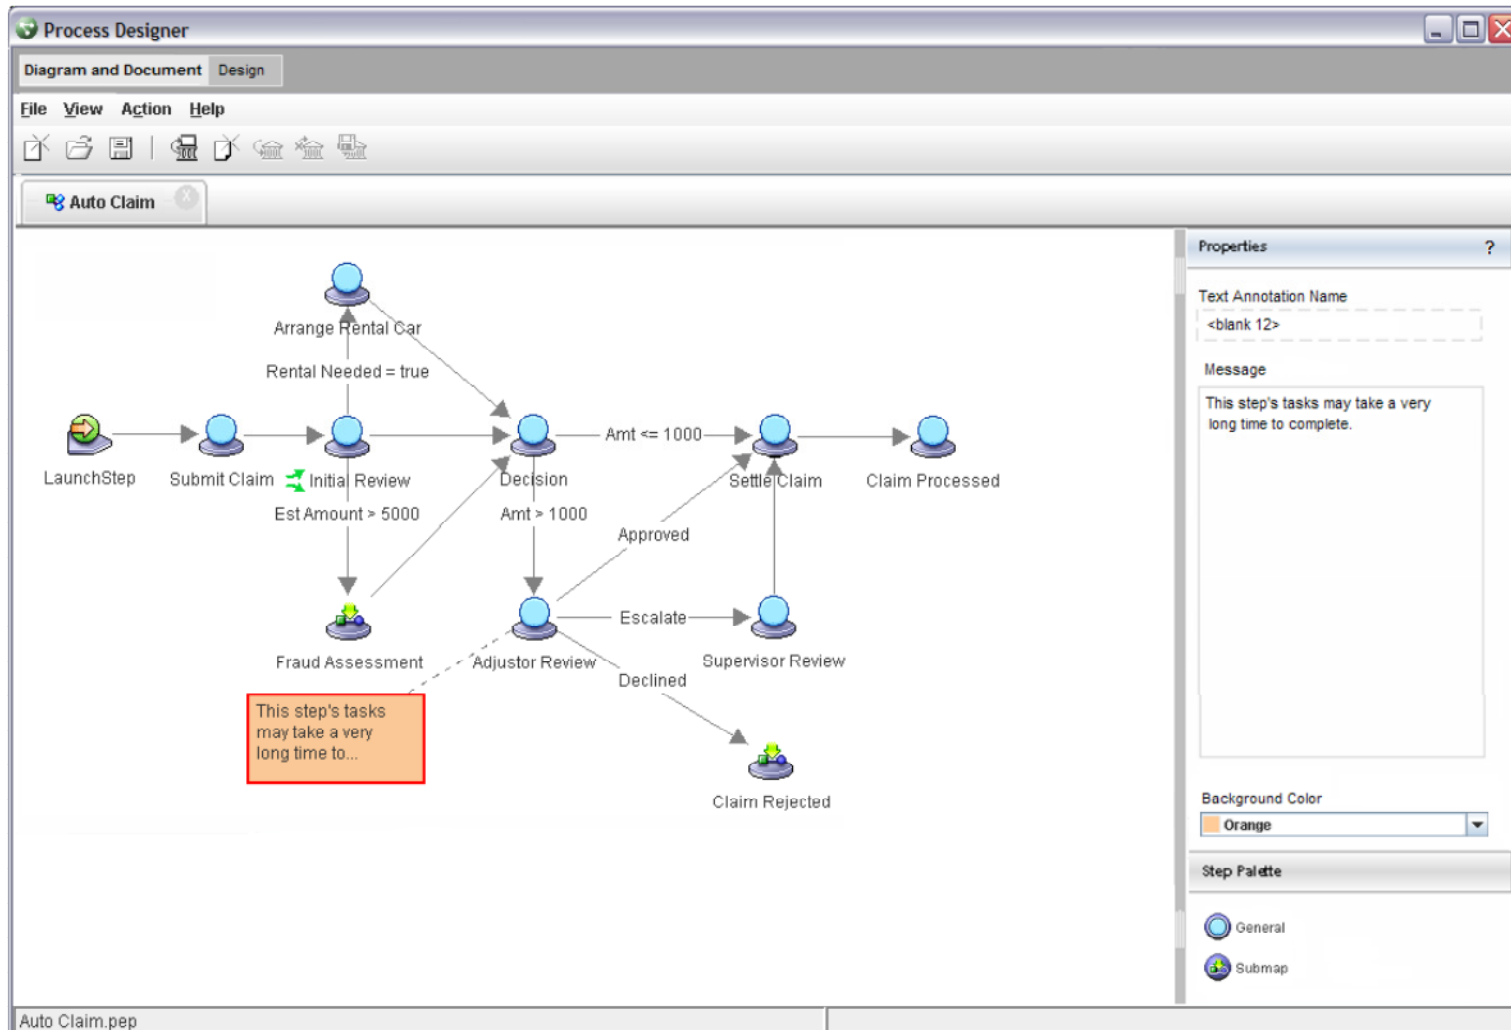 Process Designer
Diagram and Document
Design
File View Action Help
Auto Claim
Arrange Rental Car
Rental Needed = true
LaunchStep
Submit Claim
Initial Review
Decision
Amt <= 1000
Settle Claim
Claim Processed
Est Amount > 5000
Amt > 1000
Approved
Escalate
Fraud Assessment
Adjustor Review
Supervisor Review
Declined
This step's tasks
may take a very
long time to...
Claim Rejected
Properties ?
Text Annotation Name
<blank 12>
Message
This step's tasks may take a very
long time to complete.
Background Color
Orange
Step Palette
General
Submap
Auto Claim.pep